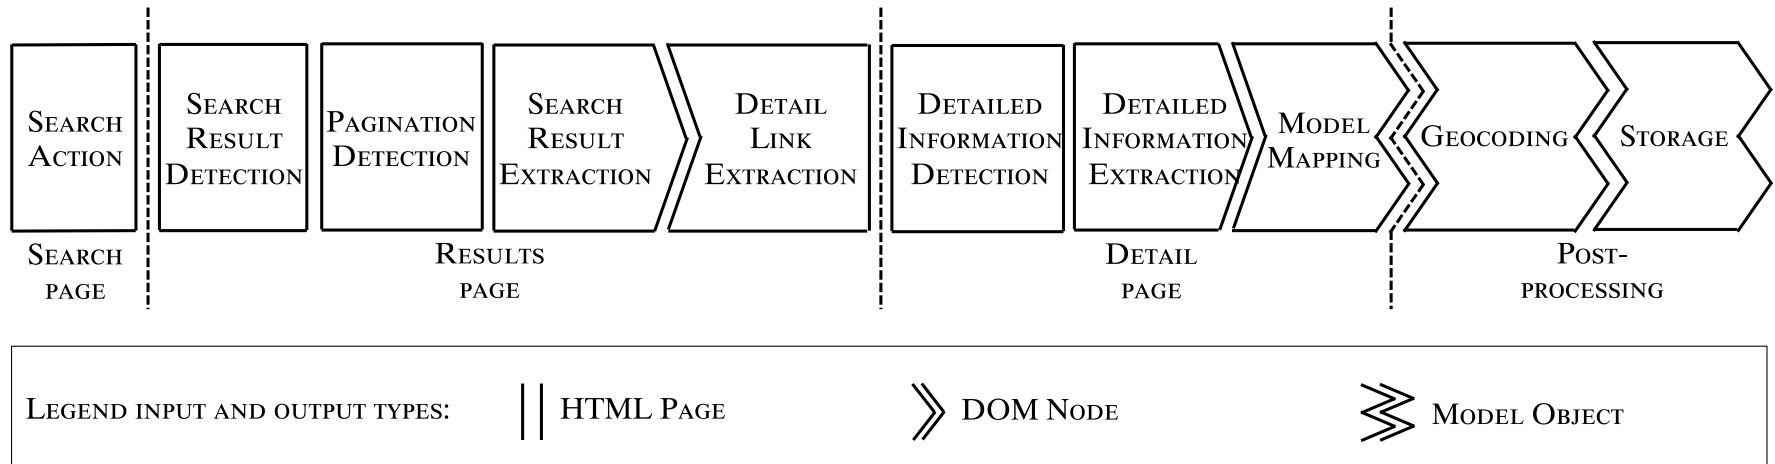 Search
Action
Search
Result
Detection
Pagination
Detection
Search
Result
Extraction
Detail
Link
Extraction
Detailed
Information
Detection
Detailed
Information
Extraction
Model
Mapping
Geocoding
Storage
Search
page
Results
page
Detail
page
Post-
processing
Legend input and output types:
HTML Page
DOM Node
Model Object